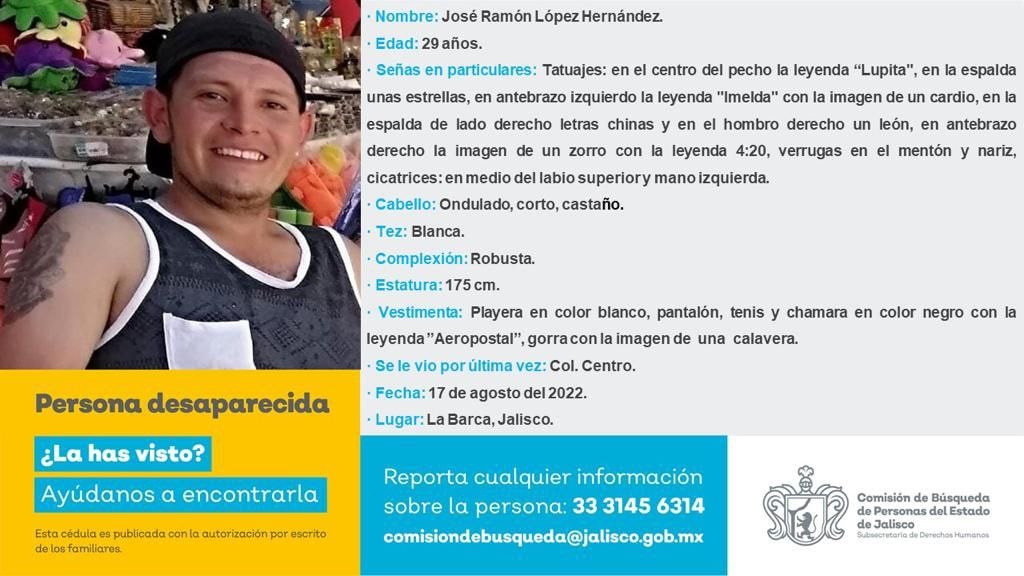 · Nombre: José Ramón López Hernández.
· Edad: 29 años.
· Señas en particulares: Tatuajes: en el centro del pecho la leyenda “Lupita", en la espalda
unas estrellas, en antebrazo izquierdo la leyenda "Imelda" con la imagen de un cardio, en la
espalda de lado derecho letras chinas y en el hombro derecho un león, en antebrazo
derecho la imagen de un zorro con la leyenda 4:20, verrugas en el mentón y nariz,
cicatrices: en medio del labio superior y mano izquierda.
· Cabello: Ondulado, corto, castaño.
· Tez: Blanca.
· Complexión: Robusta.
· Estatura: 175 cm.
· Vestimenta: Playera en color blanco, pantalón, tenis y chamara en color negro con la
leyenda ”Aeropostal”, gorra con la imagen de una calavera.
· Se le vio por última vez: Col. Centro.
· Fecha: 17 de agosto del 2022.
· Lugar: La Barca, Jalisco.
Persona desaparecida
¿La has visto?
Ayúdanos a encontrarla
Esta cédula es publicada con la autorización por escrito
de los familiares.
Reporta cualquier información
sobre la persona: 33 3145 6314
comisiondebusqueda@jalisco.gob.mx
Comisión de Búsqueda
de Personas del Estado
de Jalisco
Subsecretaría de Derechos Humanos